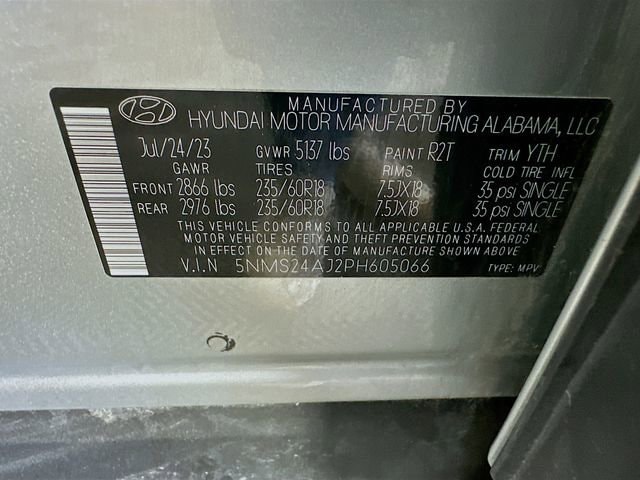 MANUFACTURED BY
HYUNDAI MOTOR MANUFACTURING ALABAMA, LLC
Jul/24/23 GVWR 5137 lbs PAINT R2T TRIM YTH
GAWR TIRES RIMS COLD TIRE INFL
FRONT 2866 lbs 235/60R18 7.5JX18 35 psi SINGLE
REAR 2976 lbs 235/60R18 7.5JX18 35 psi SINGLE
THIS VEHICLE CONFORMS TO ALL APPLICABLE U.S.A. FEDERAL
MOTOR VEHICLE SAFETY AND THEFT PREVENTION STANDARDS
IN EFFECT ON THE DATE OF MANUFACTURE SHOWN ABOVE.
V.I.N 5NMS24AJ2PH605066 TYPE: MPV